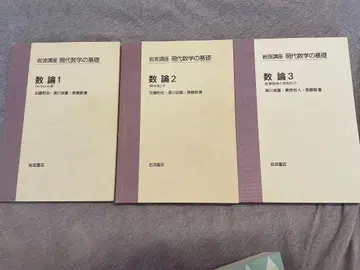 岩波講座 現代数学の基礎
数論1
加藤和也・黒川信重・斎藤毅 著
岩波書店
岩波講座 現代数学の基礎
数論2
加藤和也・黒川信重・斎藤毅 著
岩波書店
岩波講座 現代数学の基礎
数論3
黒川信重・栗原将人・斎藤毅 著
岩波書店